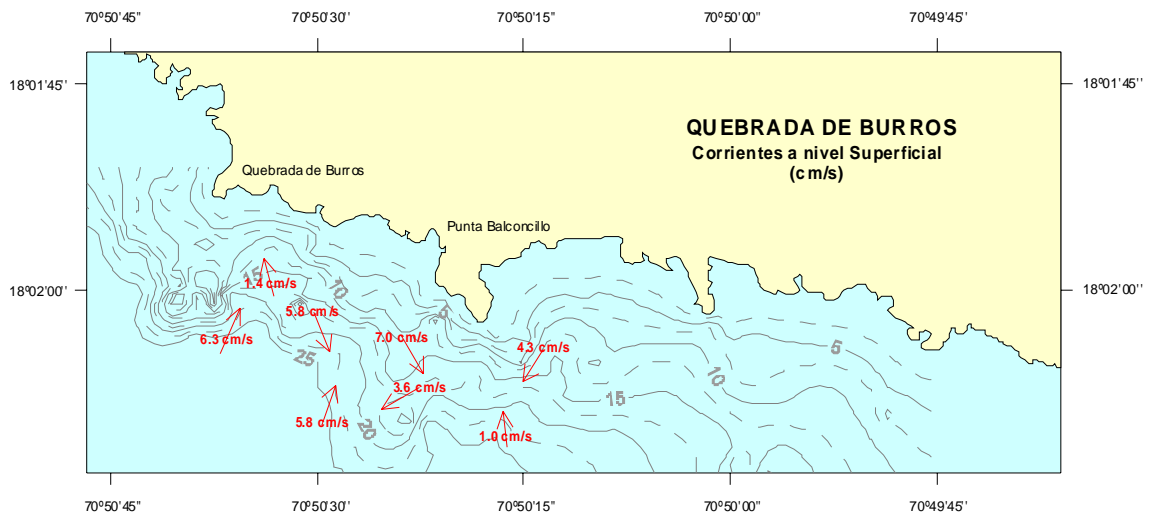 70º50'45" 70º50'30" 70º50'15" 70º50'00" 70º49'45"
18º01'45'' 18º01'45''
QUEBRADA DE BURROS
Corrientes a nivel Superficial
(cm/s)
Quebrada de Burros
Punta Balconcillo
15
1.4 cm/s
10
18º02'00'' 18º02'00''
5
5.8 cm/s
6.3 cm/s
7.0 cm/s
4.3 cm/s
5
25
10
3.6 cm/s
15
5.8 cm/s
20
1.0 cm/s
70º50'45" 70º50'30" 70º50'15" 70º50'00" 70º49'45"